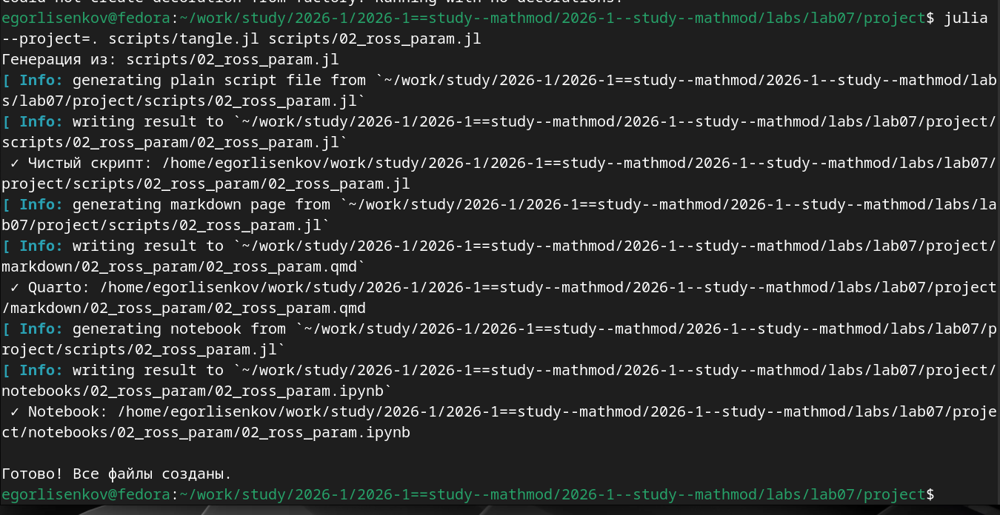 could not create decoration from factory! Running with no decorations.
egorlisenkov@fedora:~/work/study/2026-1/2026-1==study--mathmod/2026-1--study--mathmod/labs/lab07/project$ julia
--project=. scripts/tangle.jl scripts/02_ross_param.jl
Генерация из: scripts/02_ross_param.jl
[ Info: generating plain script file from `~/work/study/2026-1/2026-1==study--mathmod/2026-1--study--mathmod/lab
s/lab07/project/scripts/02_ross_param.jl`
[ Info: writing result to `~/work/study/2026-1/2026-1==study--mathmod/2026-1--study--mathmod/labs/lab07/project/
scripts/02_ross_param/02_ross_param.jl`
 ✓ Чистый скрипт: /home/egorlisenkov/work/study/2026-1/2026-1==study--mathmod/2026-1--study--mathmod/labs/lab07/
project/scripts/02_ross_param/02_ross_param.jl
[ Info: generating markdown page from `~/work/study/2026-1/2026-1==study--mathmod/2026-1--study--mathmod/labs/la
b07/project/scripts/02_ross_param.jl`
[ Info: writing result to `~/work/study/2026-1/2026-1==study--mathmod/2026-1--study--mathmod/labs/lab07/project/
markdown/02_ross_param/02_ross_param.qmd`
 ✓ Quarto: /home/egorlisenkov/work/study/2026-1/2026-1==study--mathmod/2026-1--study--mathmod/labs/lab07/project
/markdown/02_ross_param/02_ross_param.qmd
[ Info: generating notebook from `~/work/study/2026-1/2026-1==study--mathmod/2026-1--study--mathmod/labs/lab07/p
roject/scripts/02_ross_param.jl`
[ Info: writing result to `~/work/study/2026-1/2026-1==study--mathmod/2026-1--study--mathmod/labs/lab07/project/
notebooks/02_ross_param/02_ross_param.ipynb`
 ✓ Notebook: /home/egorlisenkov/work/study/2026-1/2026-1==study--mathmod/2026-1--study--mathmod/labs/lab07/proje
ct/notebooks/02_ross_param/02_ross_param.ipynb
Готово! Все файлы созданы.
egorlisenkov@fedora:~/work/study/2026-1/2026-1==study--mathmod/2026-1--study--mathmod/labs/lab07/project$